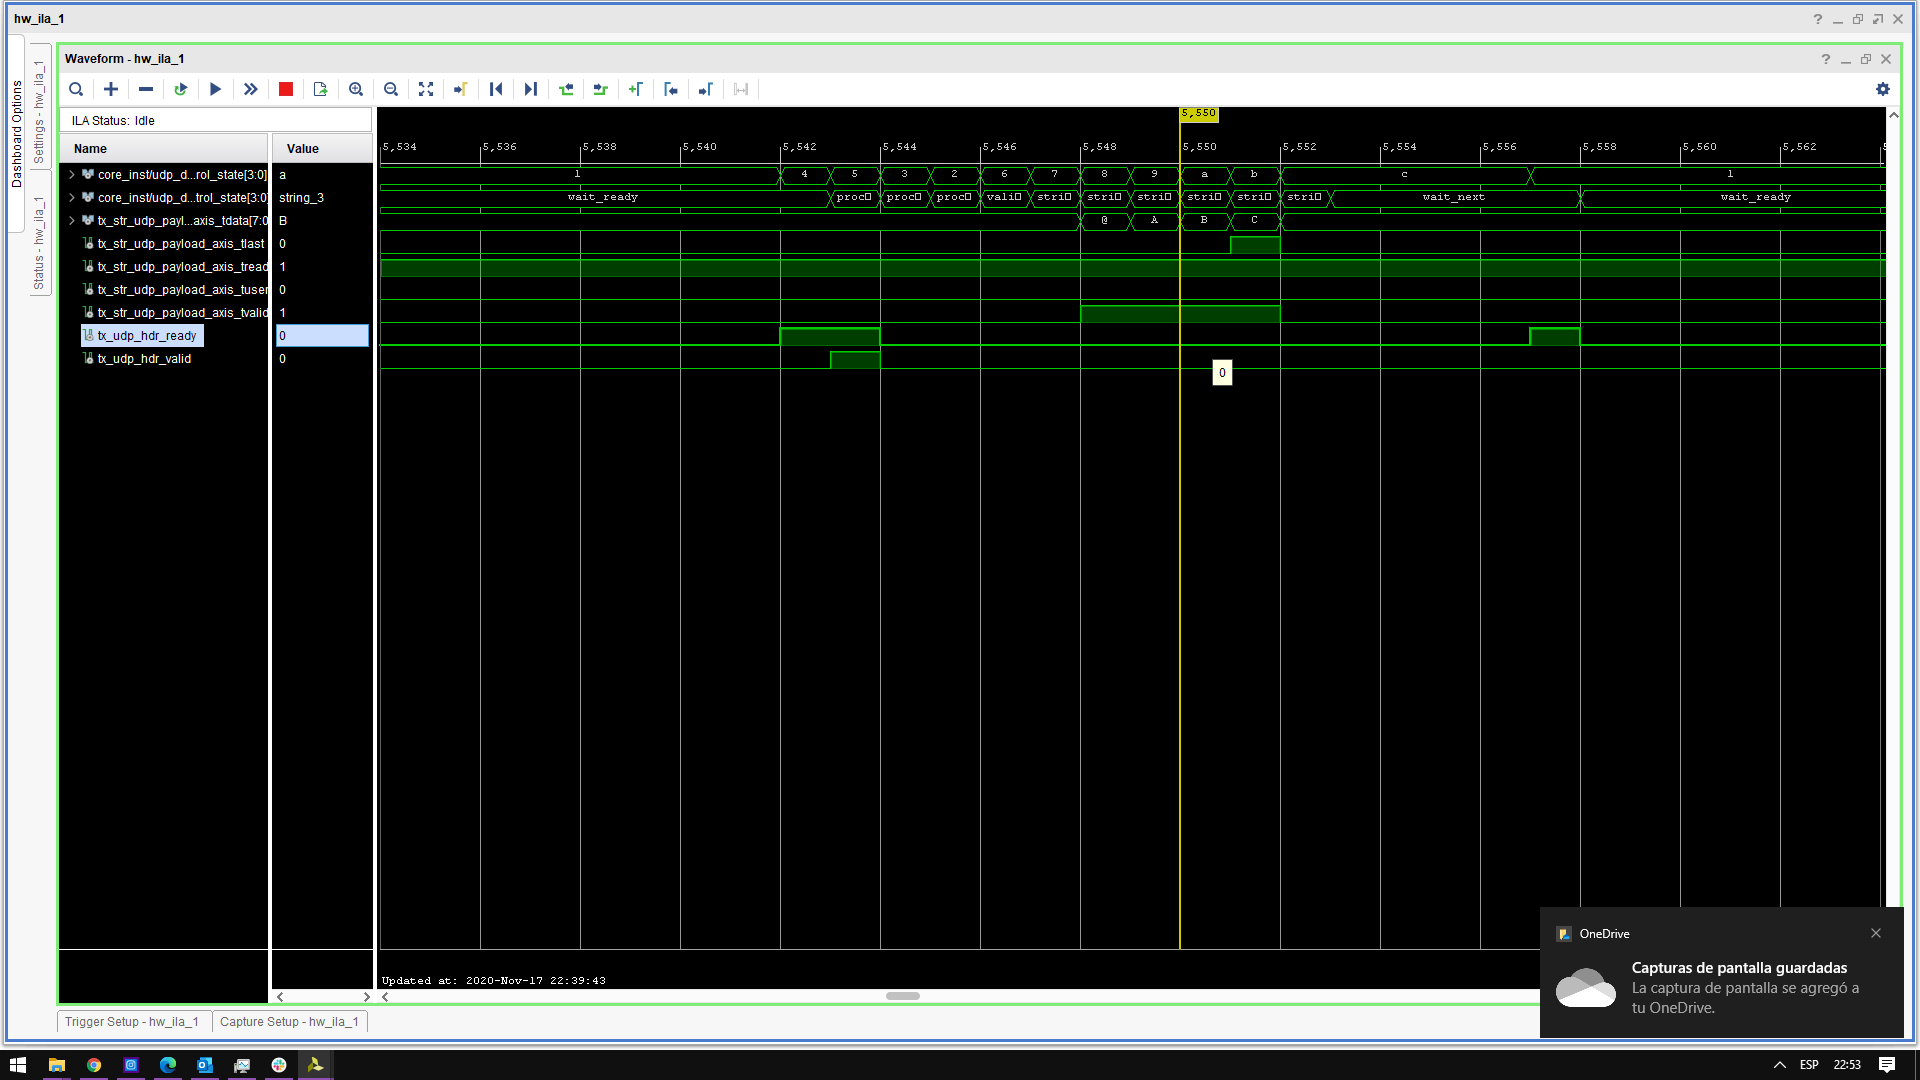 hw_ila_1
Dashboard Options
Settings - hw_ila_1
Status - hw_ila_1
Waveform - hw_ila_1
ILA Status: Idle
Name Value
5,550
5,534 5,536 5,538 5,540 5,542 5,544 5,546 5,548 5,550 5,552 5,554 5,556 5,558 5,560 5,562
core_inst/udp_d...rol_state[3:0] a 1 4 5 3 2 6 7 8 9 a b c 1
core_inst/udp_d...trol_state[3:0 string_3 wait_ready proc proc proc vali stri stri stri stri stri stri wait_next wait_ready
tx_str_udp_payl...axis_tdata[7:0 B @ A B C
tx_str_udp_payload_axis_tlast 0
tx_str_udp_payload_axis_tread 1
tx_str_udp_payload_axis_tuser 0
tx_str_udp_payload_axis_tvalid 1
tx_udp_hdr_ready 0
tx_udp_hdr_valid 0
0
Updated at: 2020-Nov-17 22:39:43
Trigger Setup - hw_ila_1 Capture Setup - hw_ila_1
OneDrive
Capturas de pantalla guardadas
La captura de pantalla se agregó a
tu OneDrive.
ESP 22:53